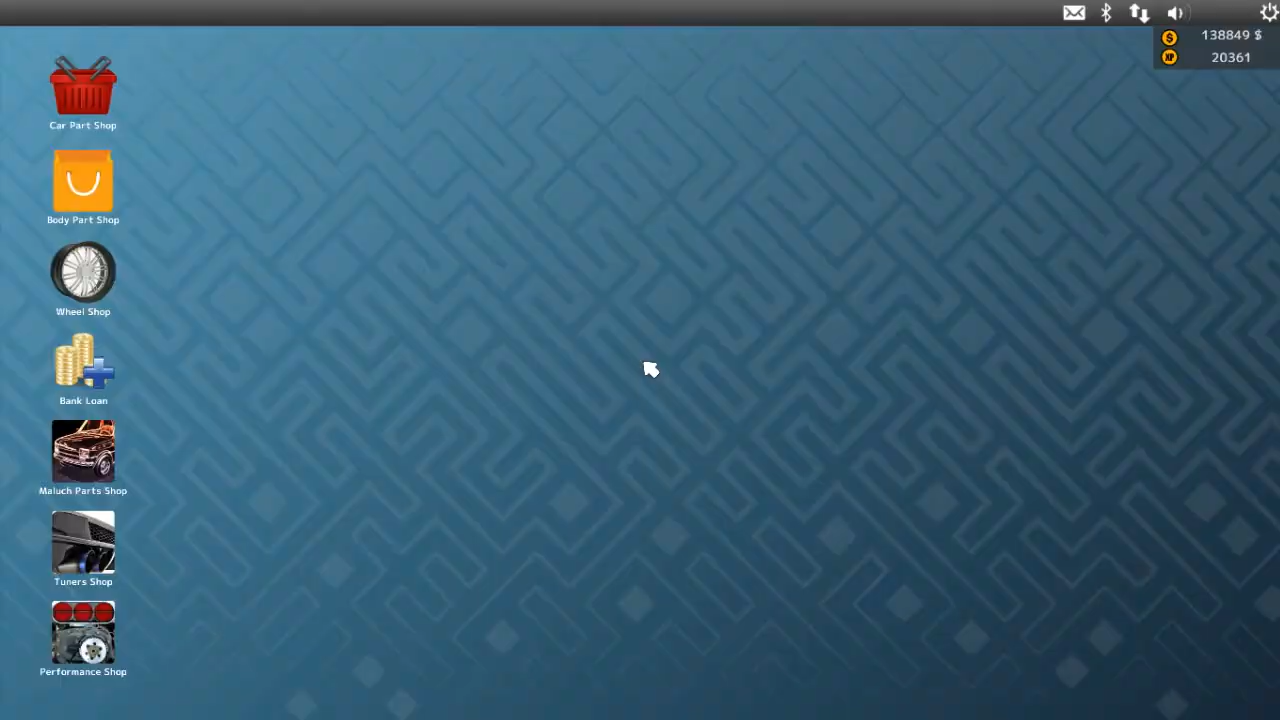 138849 $
XP
20361
Car Part Shop
Body Part Shop
Wheel Shop
Bank Loan
Maluch Parts Shop
Tuners Shop
Performance Shop